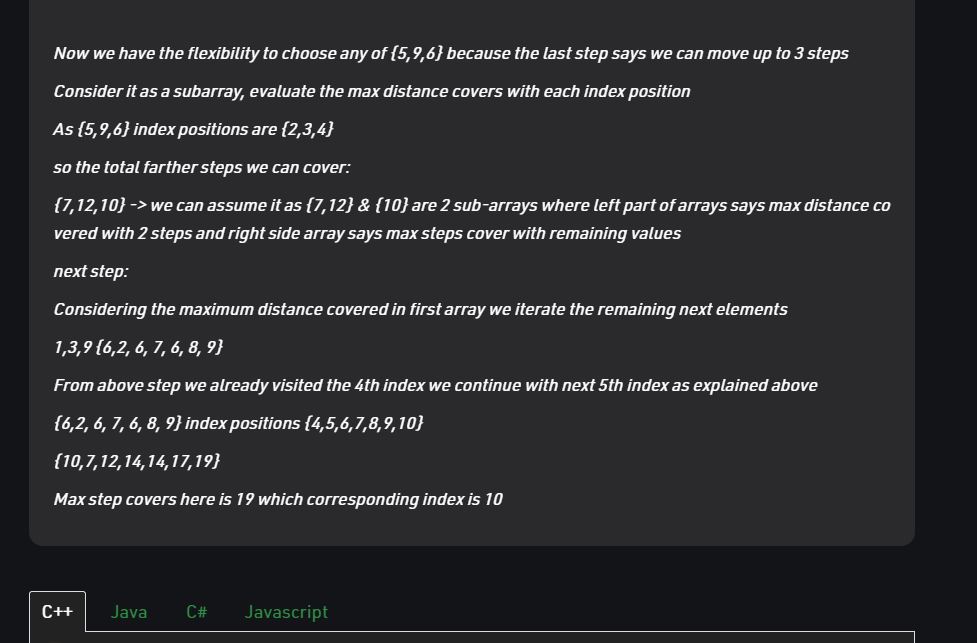 Now we have the flexibility to choose any of {5,9,6} because the last step says we can move up to 3 steps
Consider it as a subarray, evaluate the max distance covers with each index position
As {5,9,6} index positions are {2,3,4}
so the total farther steps we can cover:
{7,12,10} -> we can assume it as {7,12} & {10} are 2 sub-arrays where left part of arrays says max distance co
vered with 2 steps and right side array says max steps cover with remaining values
next step:
Considering the maximum distance covered in first array we iterate the remaining next elements
1,3,9 {6,2, 6, 7, 6, 8, 9}
From above step we already visited the 4th index we continue with next 5th index as explained above
{6,2, 6, 7, 6, 8, 9} index positions {4,5,6,7,8,9,10}
{10,7,12,14,14,17,19}
Max step covers here is 19 which corresponding index is 10
C++ Java C# Javascript